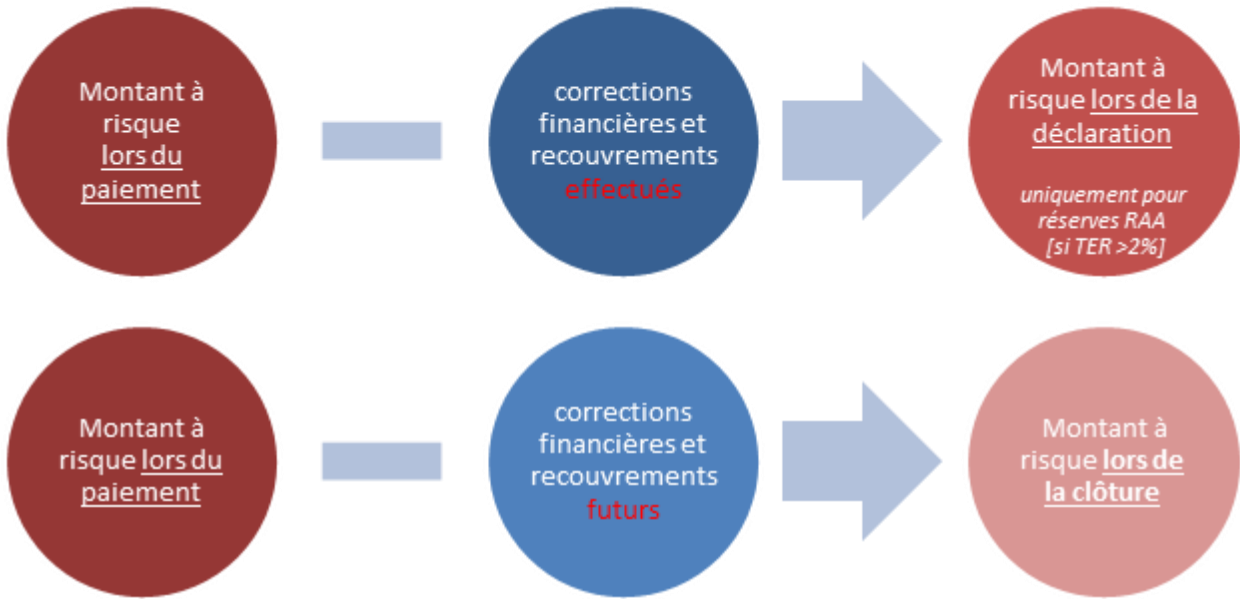 Montant à
risque
lors du
paiement
corrections
financières et
recouvrements
effectués
Montant à
risque lors de la
déclaration
uniquement pour
réserves RAA
[si TER >2%]
Montant à
risque lors du
paiement
corrections
financières et
recouvrements
futurs
Montant à
risque lors de
la clôture